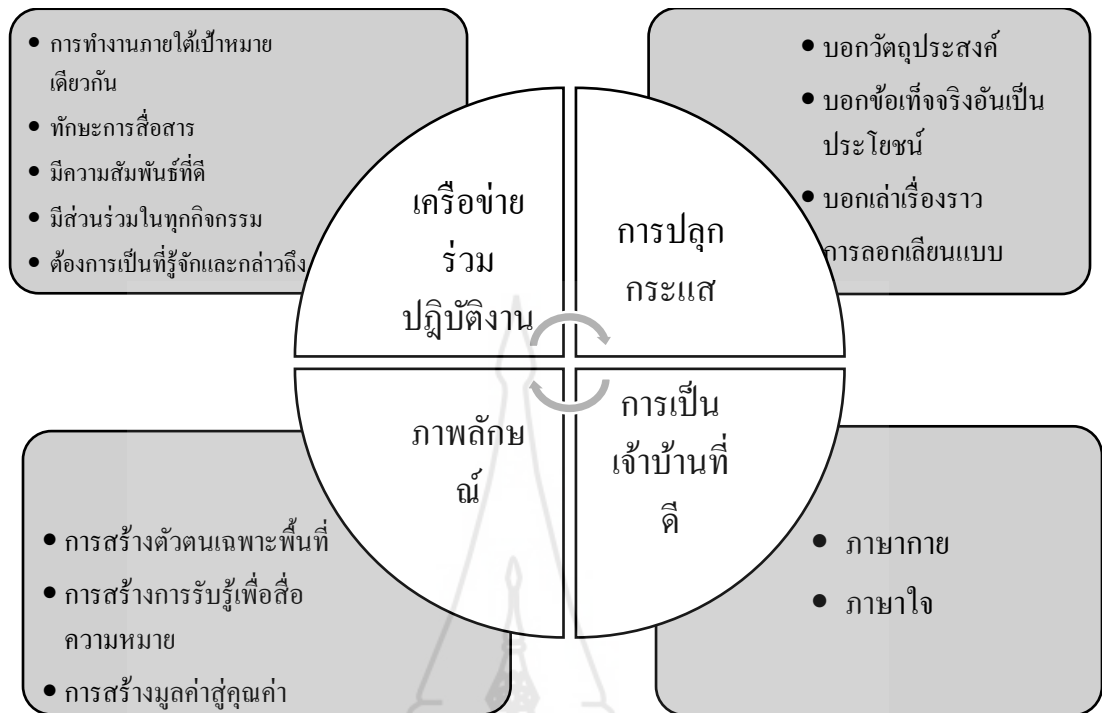 • การทำงานภายใต้เป้าหมาย
เดียวกัน
• ทักษะการสื่อสาร
• มีความสัมพันธ์ที่ดี
• มีส่วนร่วมในทุกกิจกรรม
• ต้องการเป็นที่รู้จักและกล่าวถึง
• บอกวัตถุประสงค์
• บอกข้อเท็จจริงอันเป็น
ประโยชน์
• บอกเล่าเรื่องราว
• การลอกเลียนแบบ
เครือข่าย
ร่วม
ปฎิบัติงาน
การปลุก
กระแส
ภาพลักษ
ณ์
การเป็น
เจ้าบ้านที่
ดี
• การสร้างตัวตนเฉพาะพื้นที่
• การสร้างการรับรู้เพื่อสื่อ
ความหมาย
• การสร้างมูลค่าสู่คุณค่า
• ภาษากาย
• ภาษาใจ